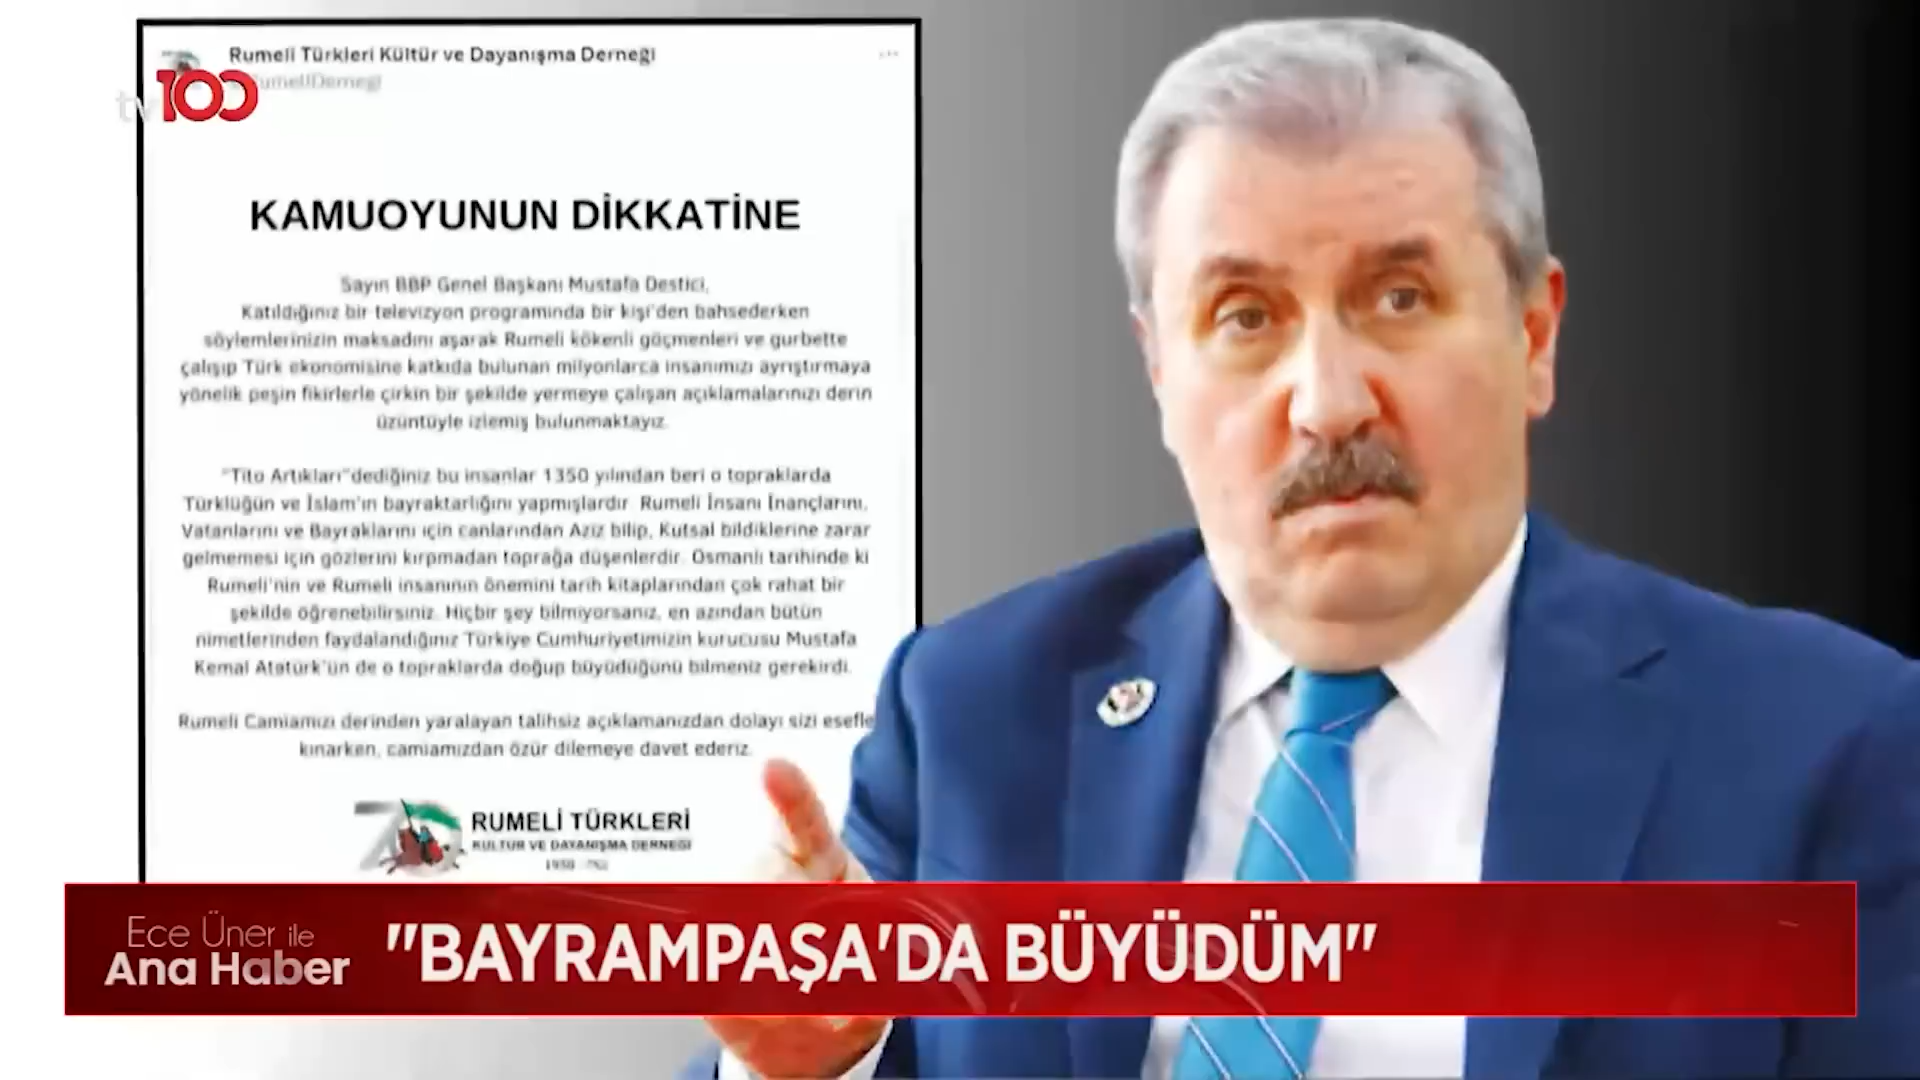 Rumeli Türkleri Kültür ve Dayanışma Derneği
umeliDernegi
tv100
KAMUOYUNUN DİKKATİNE
Sayın BBP Genel Başkanı Mustafa Destici,
Katıldığınız bir televizyon programında bir kişi'den bahsederken
söylemlerinizin maksadını aşarak Rumeli kökenli göçmenleri ve gurbette
çalışıp Türk ekonomisine katkıda bulunan milyonlarca insanımızı ayrıştırmaya
yönelik peşin fikirlerle çirkin bir şekilde yermeye çalışan açıklamalarınızı derin
üzüntüyle izlemiş bulunmaktayız.
"Tito Artıkları"dediğiniz bu insanlar 1350 yılından beri o topraklarda
Türklüğün ve İslam'ın bayraktarlığını yapmışlardır. Rumeli İnsanı İnançlarını,
Vatanlarını ve Bayraklarını için canlarından Aziz bilip, Kutsal bildiklerine zarar
gelmemesi için gözlerini kırpmadan toprağa düşenlerdir. Osmanlı tarihinde ki
Rumeli'nin ve Rumeli insanının önemini tarih kitaplarından çok rahat bir
şekilde öğrenebilirsiniz. Hiçbir şey bilmiyorsanız, en azından bütün
nimetlerinden faydalandığınız Türkiye Cumhuriyetimizin kurucusu Mustafa
Kemal Atatürk'ün de o topraklarda doğup büyüdüğünü bilmeniz gerekirdi.
Rumeli Camiamızı derinden yaralayan talihsiz açıklamanızdan dolayı sizi esefle
kınarken, camiamızdan özür dilemeye davet ederiz.
RUMELİ TÜRKLERİ
KÜLTÜR VE DAYANIŞMA DERNEĞİ
1950
Ece Üner ile
Ana Haber
"BAYRAMPAŞA'DA BÜYÜDÜM"